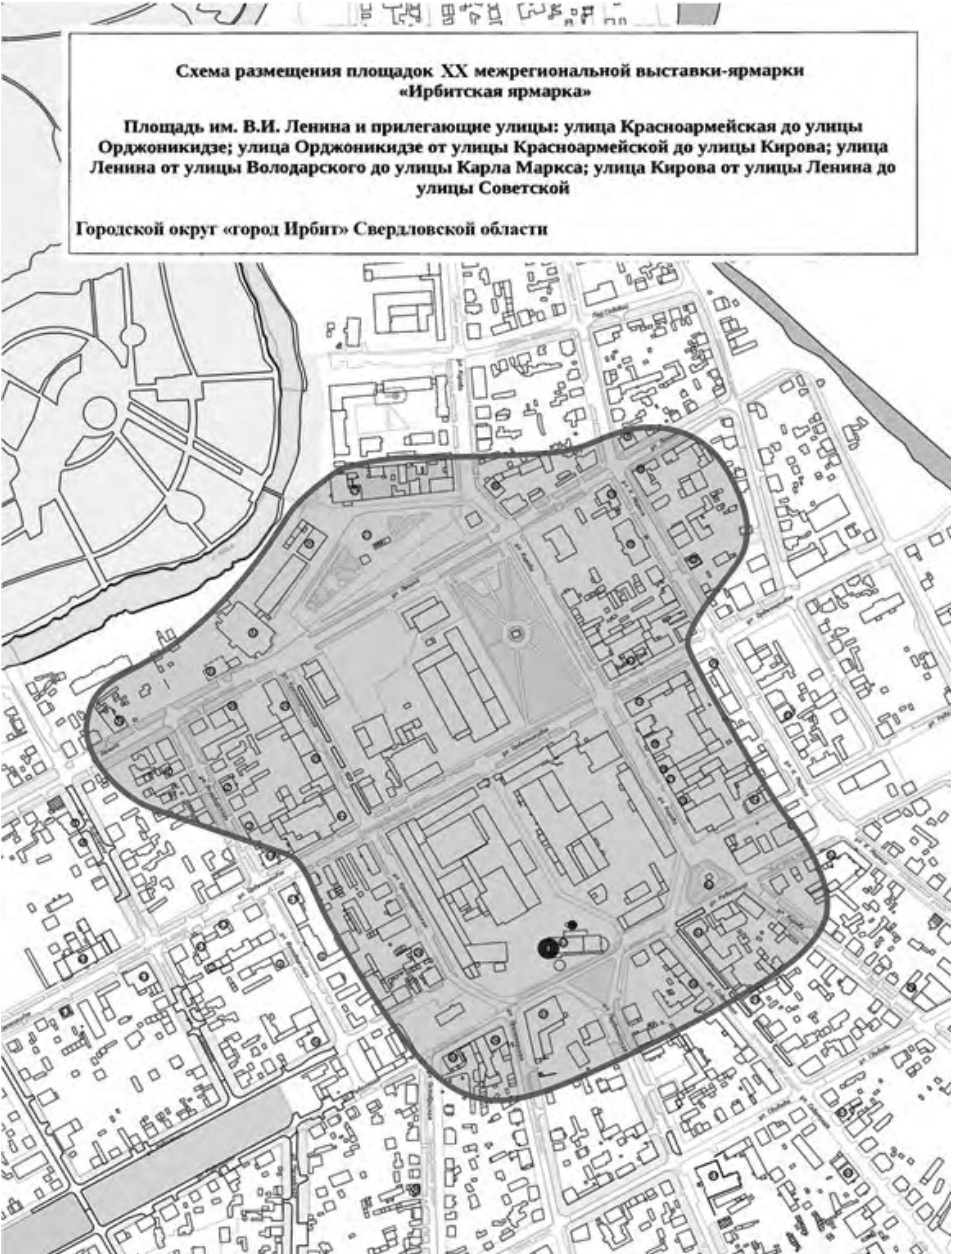 Схема размещения площадок XX межрегиональной выставки-ярмарки
«Ирбитская ярмарка»
Площадь им. В.И. Ленина и прилегающие улицы: улица Красноармейская до улицы
Орджоникидзе; улица Орджоникидзе от улицы Красноармейской до улицы Кирова; улица
Ленина от улицы Володарского до улицы Карла Маркса; улица Кирова от улицы Ленина до
улицы Советской
Городской округ «город Ирбит» Свердловской области